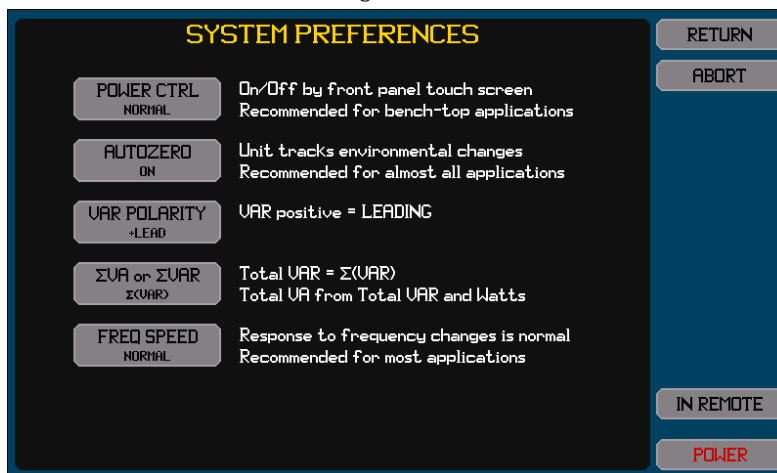 SYSTEM PREFERENCES
RETURN
ABORT
POWER CTRL
NORMAL
On/Off by front panel touch screen
Recommended for bench-top applications
AUTOZERO
ON
Unit tracks environmental changes
Recommended for almost all applications
VAR POLARITY
+LEAD
VAR positive = LEADING
ΣVA or ΣVAR
Σ(VAR)
Total VAR = Σ(VAR)
Total VA from Total VAR and Watts
FREQ SPEED
NORMAL
Response to frequency changes is normal
Recommended for most applications
IN REMOTE
POWER